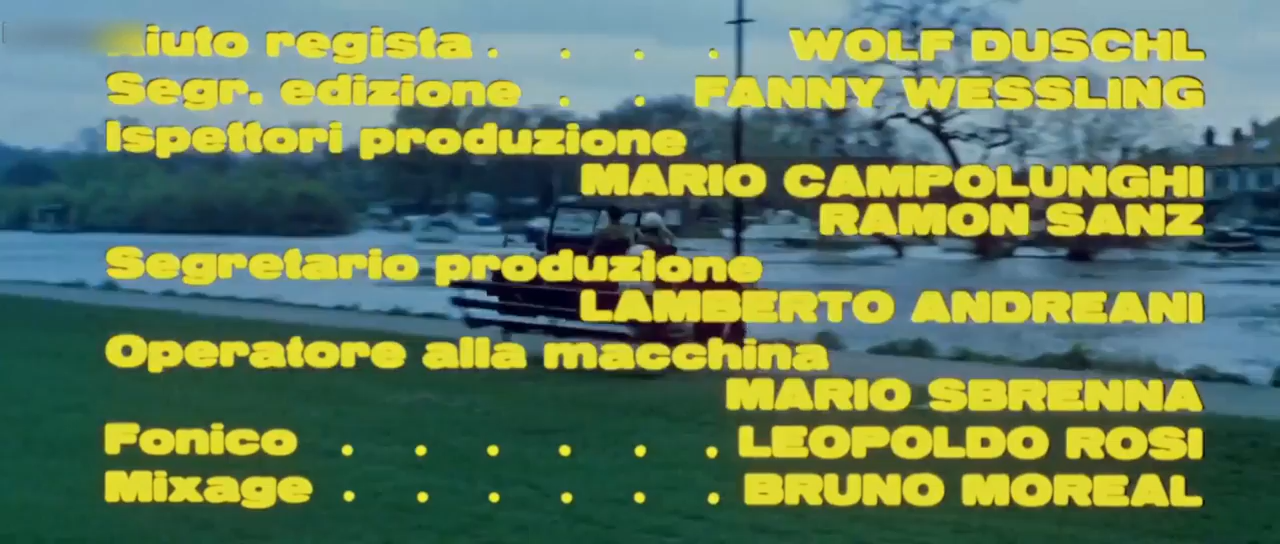 Aiuto regista . . . . WOLF DUSCHL
Segr. edizione . . FANNY WESSLING
Ispettori produzione
MARIO CAMPOLUNGHI
RAMON SANZ
Segretario produzione
LAMBERTO ANDREANI
Operatore alla macchina
MARIO SBRENNA
Fonico . . . . . . LEOPOLDO ROSI
Mixage . . . . . . BRUNO MOREAL